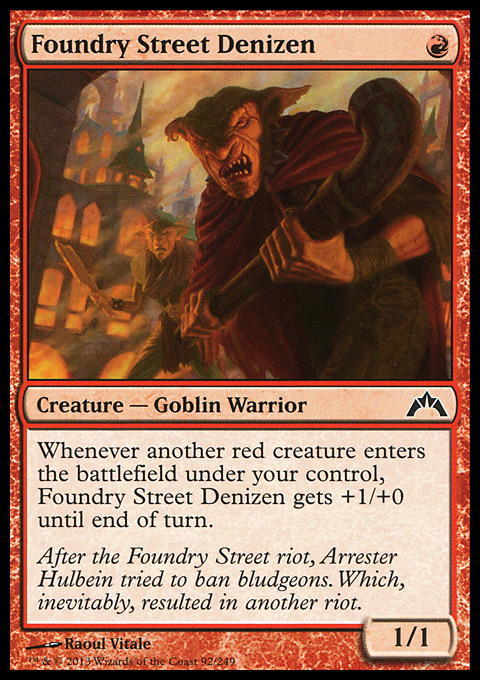 Foundry Street Denizen
Creature — Goblin Warrior
Whenever another red creature enters
the battlefield under your control,
Foundry Street Denizen gets +1/+0
until end of turn.
After the Foundry Street riot, Arrester
Hulbein tried to ban bludgeons. Which,
inevitably, resulted in another riot.
Raoul Vitale
1/1
™ & © 2013 Wizards of the Coast 92/249